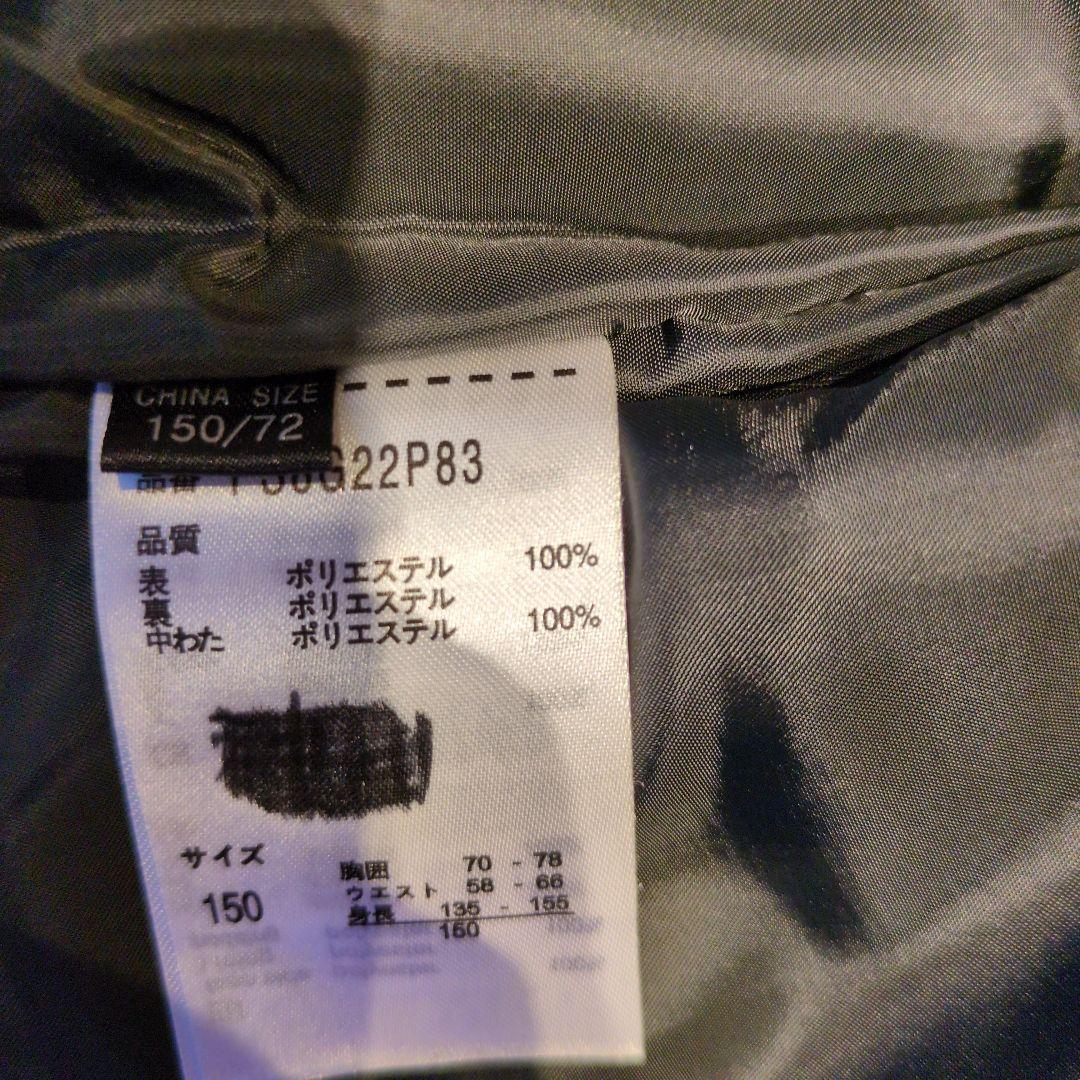 CHINA SIZE
150/72
品番 G22P83
品質
表 ポリエステル 100%
裏 ポリエステル
中わた ポリエステル 100%
サイズ
150
胸囲 70 - 78
ウエスト 58 - 66
身長 135 - 155
150